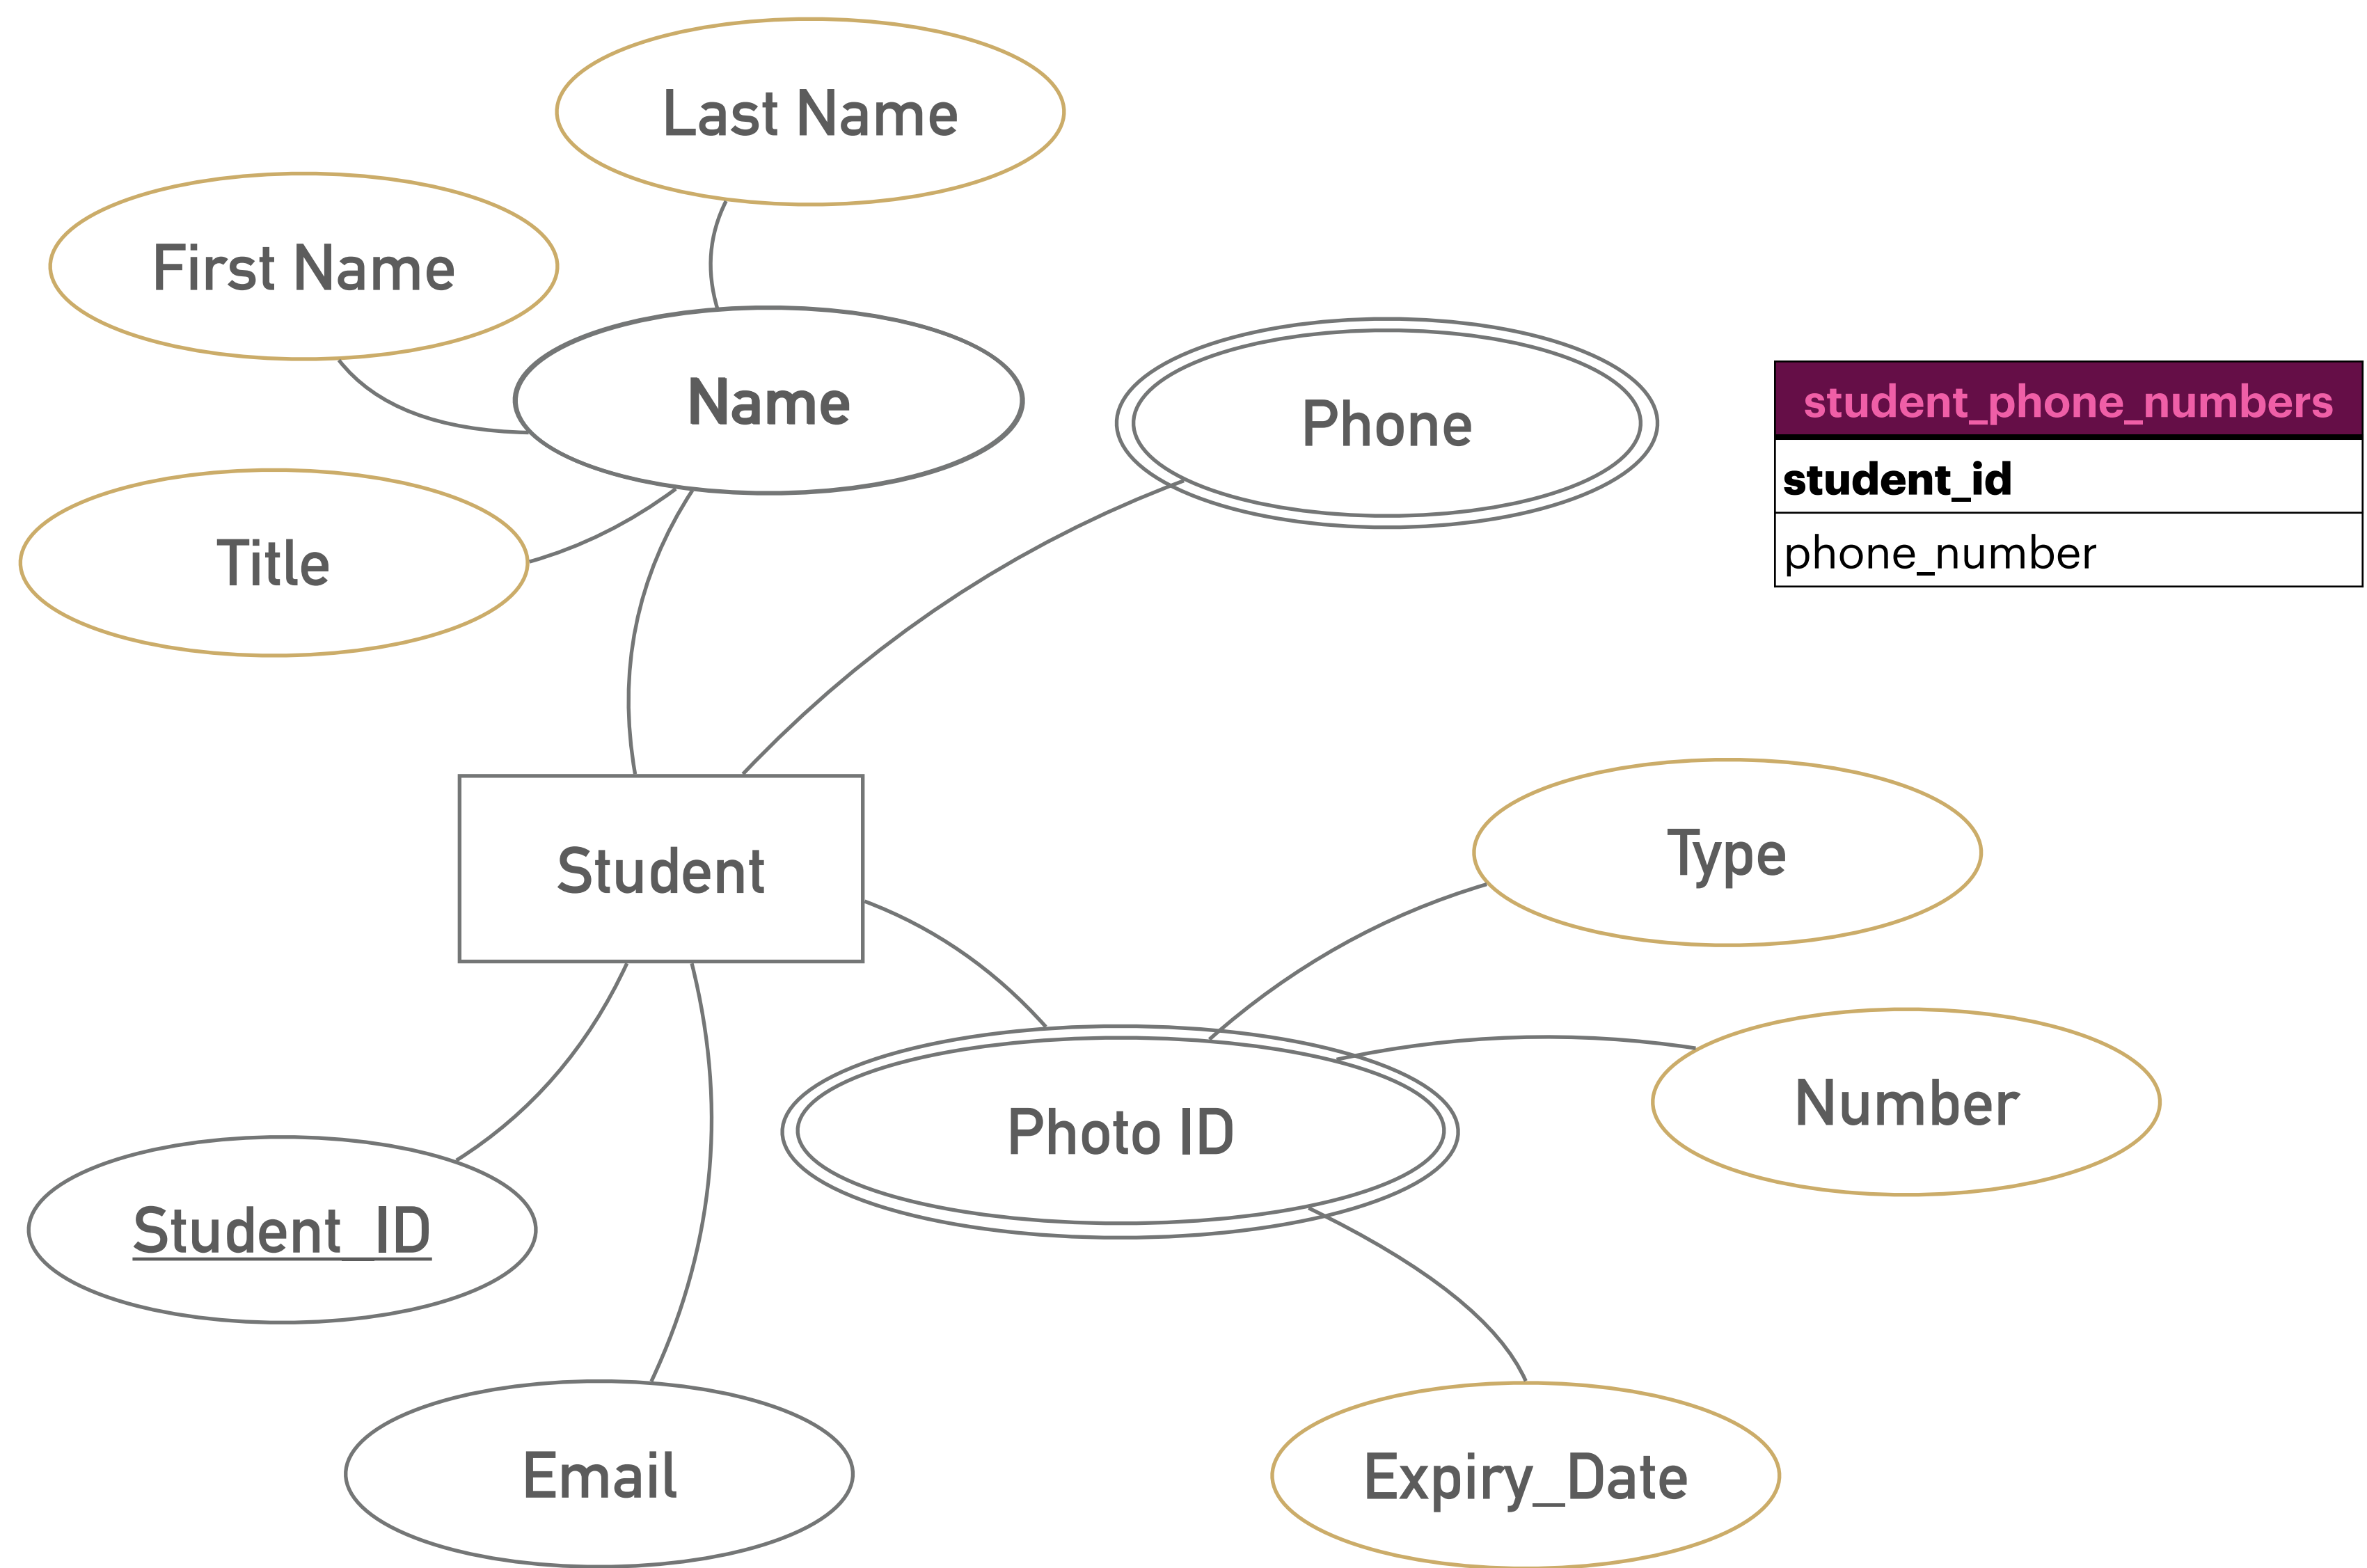 Last Name
First Name
Name
Phone
student_phone_numbers
student_id
phone_number
Title
Student
Type
Number
Photo ID
Student_ID
Email
Expiry_Date